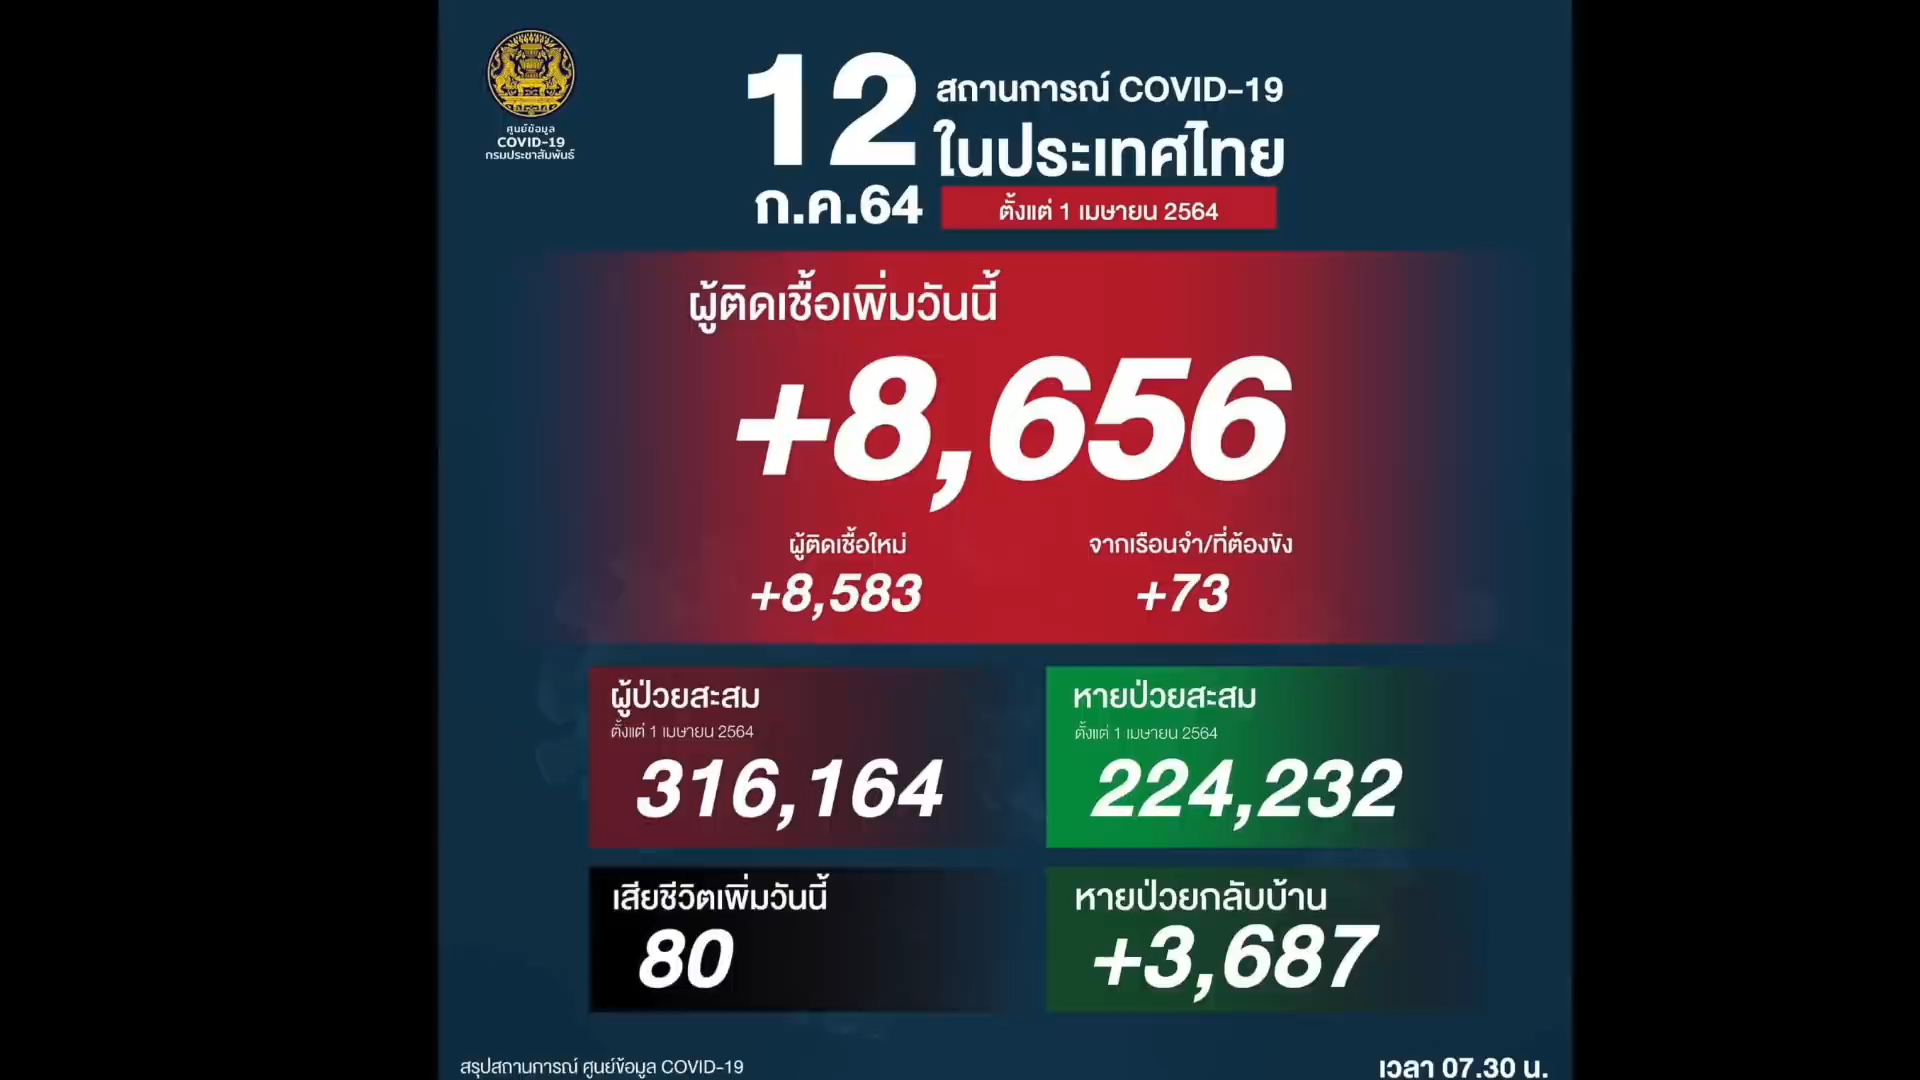 ศูนย์ข้อมูล
COVID-19
กรมประชาสัมพันธ์
12
ก.ค.64
สถานการณ์ COVID-19
ในประเทศไทย
ตั้งแต่ 1 เมษายน 2564
ผู้ติดเชื้อเพิ่มวันนี้
+8,656
ผู้ติดเชื้อใหม่
+8,583
จากเรือนจำ/ที่ต้องขัง
+73
ผู้ป่วยสะสม
ตั้งแต่ 1 เมษายน 2564
316,164
หายป่วยสะสม
ตั้งแต่ 1 เมษายน 2564
224,232
เสียชีวิตเพิ่มวันนี้
80
หายป่วยกลับบ้าน
+3,687
สรุปสถานการณ์ ศูนย์ข้อมูล COVID-19
เวลา 07.30 น.